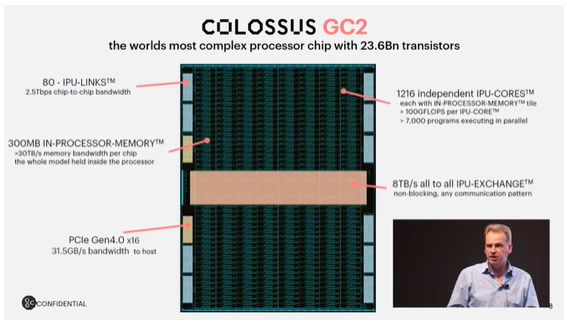 COLOSSUS GC2
the worlds most complex processor chip with 23.6Bn transistors
80 - IPU-LINKS™
2.5Tbps chip-to-chip bandwidth
300MB IN-PROCESSOR-MEMORY™
>30TB/s memory bandwidth per chip
the whole model held inside the processor
PCIe Gen4.0 x16
31.5GB/s bandwidth to host
1216 independent IPU-CORES™
each with IN-PROCESSOR-MEMORY™ tile
> 100GFLOPS per IPU-CORE™
> 7,000 programs executing in parallel
8TB/s all to all IPU-EXCHANGE™
non-blocking, any communication pattern
GC CONFIDENTIAL
8